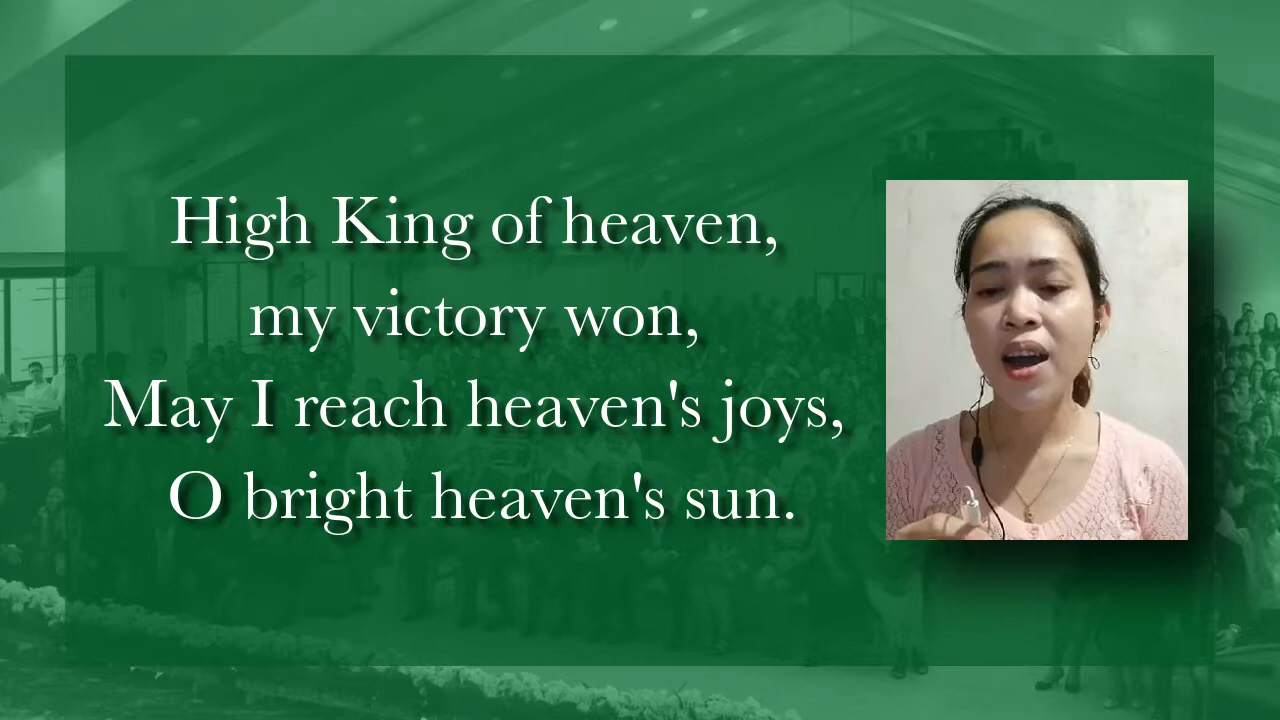 High King of heaven,
my victory won,
May I reach heaven's joys,
O bright heaven's sun.